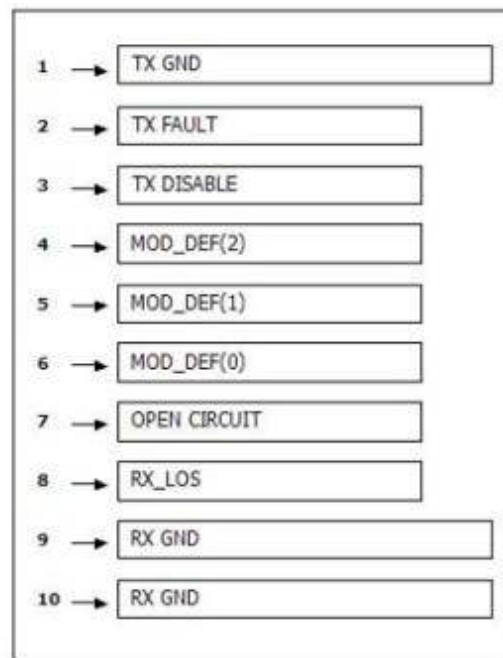 1 TX GND
2 TX FAULT
3 TX DISABLE
4 MOD_DEF(2)
5 MOD_DEF(1)
6 MOD_DEF(0)
7 OPEN CIRCUIT
8 RX_LOS
9 RX GND
10 RX GND